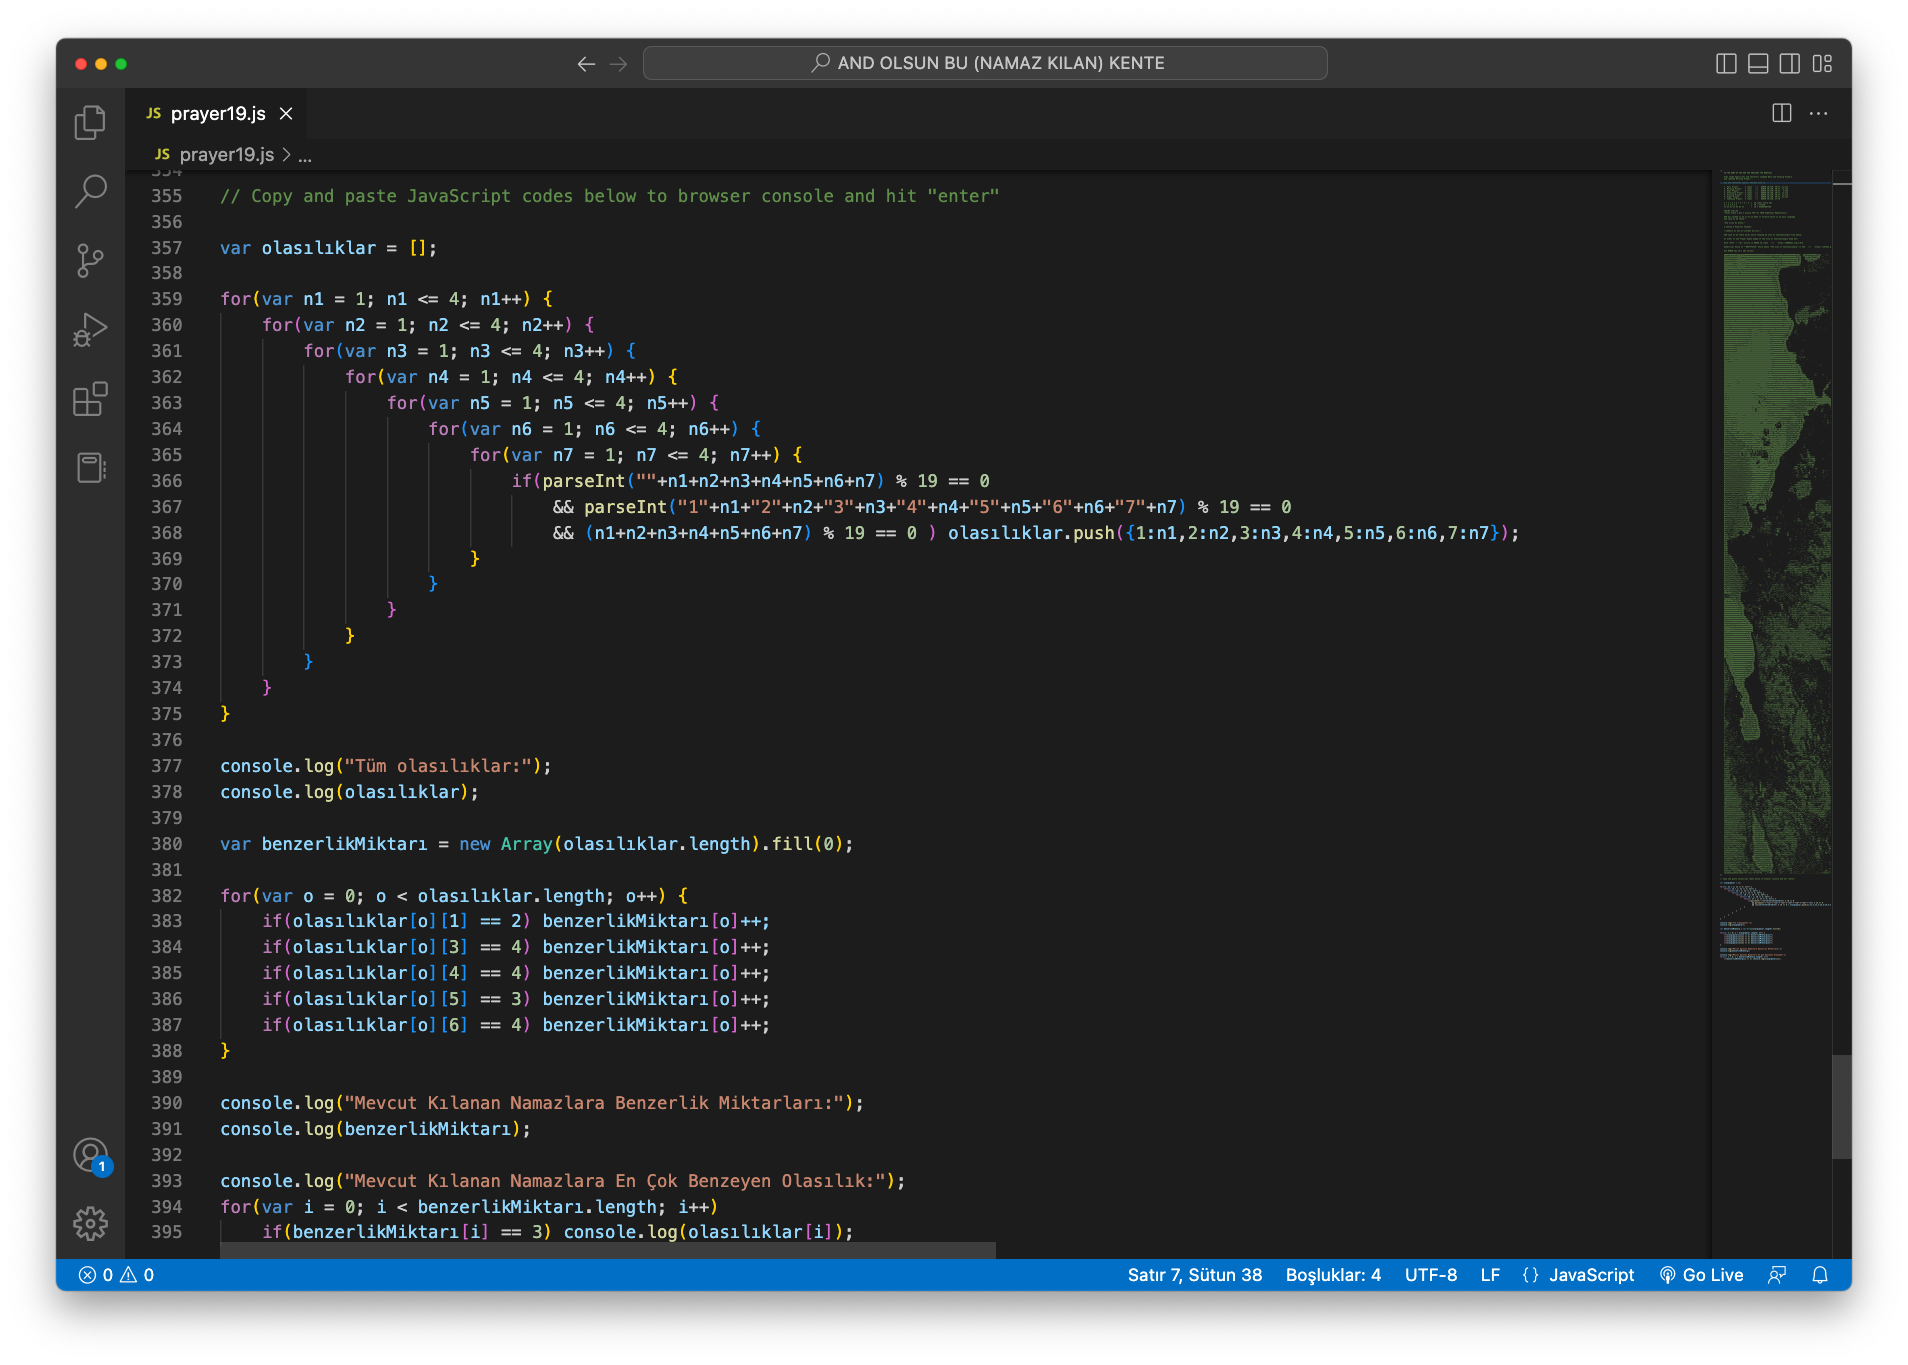 AND OLSUN BU (NAMAZ KILAN) KENTE
JS prayer19.js
JS prayer19.js > ...
354
355 // Copy and paste JavaScript codes below to browser console and hit "enter"
356
357 var olasılıklar = [];
358
359 for(var n1 = 1; n1 <= 4; n1++) {
360     for(var n2 = 1; n2 <= 4; n2++) {
361         for(var n3 = 1; n3 <= 4; n3++) {
362             for(var n4 = 1; n4 <= 4; n4++) {
363                 for(var n5 = 1; n5 <= 4; n5++) {
364                     for(var n6 = 1; n6 <= 4; n6++) {
365                         for(var n7 = 1; n7 <= 4; n7++) {
366                             if(parseInt(""+n1+n2+n3+n4+n5+n6+n7) % 19 == 0
367                                 && parseInt("1"+n1+"2"+n2+"3"+n3+"4"+n4+"5"+n5+"6"+n6+"7"+n7) % 19 == 0
368                                 && (n1+n2+n3+n4+n5+n6+n7) % 19 == 0 ) olasılıklar.push({1:n1,2:n2,3:n3,4:n4,5:n5,6:n6,7:n7});
369                         }
370                     }
371                 }
372             }
373         }
374     }
375 }
376
377 console.log("Tüm olasılıklar:");
378 console.log(olasılıklar);
379
380 var benzerlikMiktarı = new Array(olasılıklar.length).fill(0);
381
382 for(var o = 0; o < olasılıklar.length; o++) {
383     if(olasılıklar[o][1] == 2) benzerlikMiktarı[o]++;
384     if(olasılıklar[o][3] == 4) benzerlikMiktarı[o]++;
385     if(olasılıklar[o][4] == 4) benzerlikMiktarı[o]++;
386     if(olasılıklar[o][5] == 3) benzerlikMiktarı[o]++;
387     if(olasılıklar[o][6] == 4) benzerlikMiktarı[o]++;
388 }
389
390 console.log("Mevcut Kılanan Namazlara Benzerlik Miktarları:");
391 console.log(benzerlikMiktarı);
392
393 console.log("Mevcut Kılanan Namazlara En Çok Benzeyen Olasılık:");
394 for(var i = 0; i < benzerlikMiktarı.length; i++)
395     if(benzerlikMiktarı[i] == 3) console.log(olasılıklar[i]);
1
0 0 Satır 7, Sütun 38 Boşluklar: 4 UTF-8 LF {} JavaScript Go Live